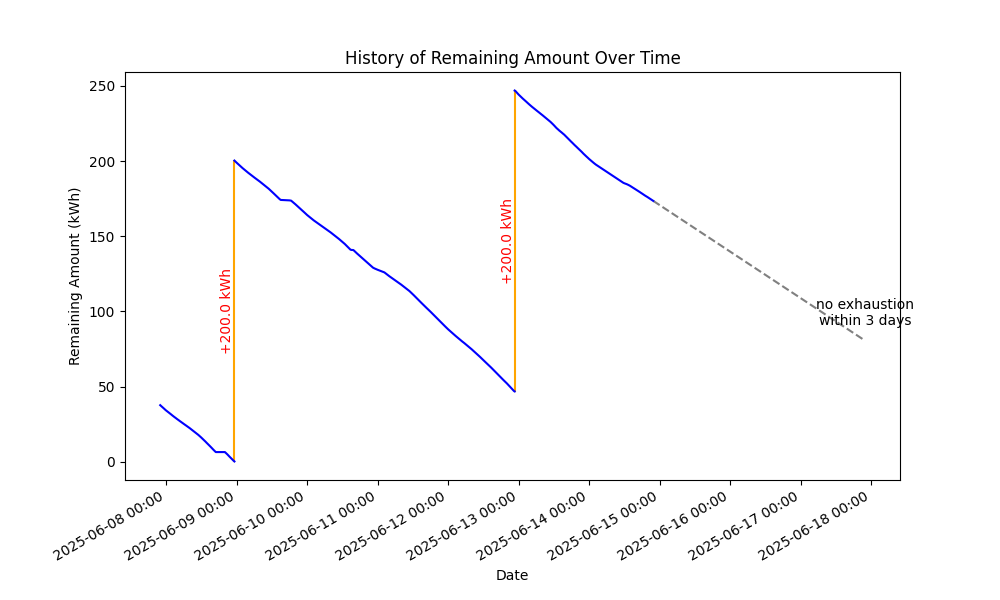 History of Remaining Amount Over Time
Remaining Amount (kWh)
250
200
150
100
50
0
+200.0 kWh
+200.0 kWh
no exhaustion
within 3 days
2025-06-08 00:00
2025-06-09 00:00
2025-06-10 00:00
2025-06-11 00:00
2025-06-12 00:00
2025-06-13 00:00
2025-06-14 00:00
2025-06-15 00:00
2025-06-16 00:00
2025-06-17 00:00
2025-06-18 00:00
Date